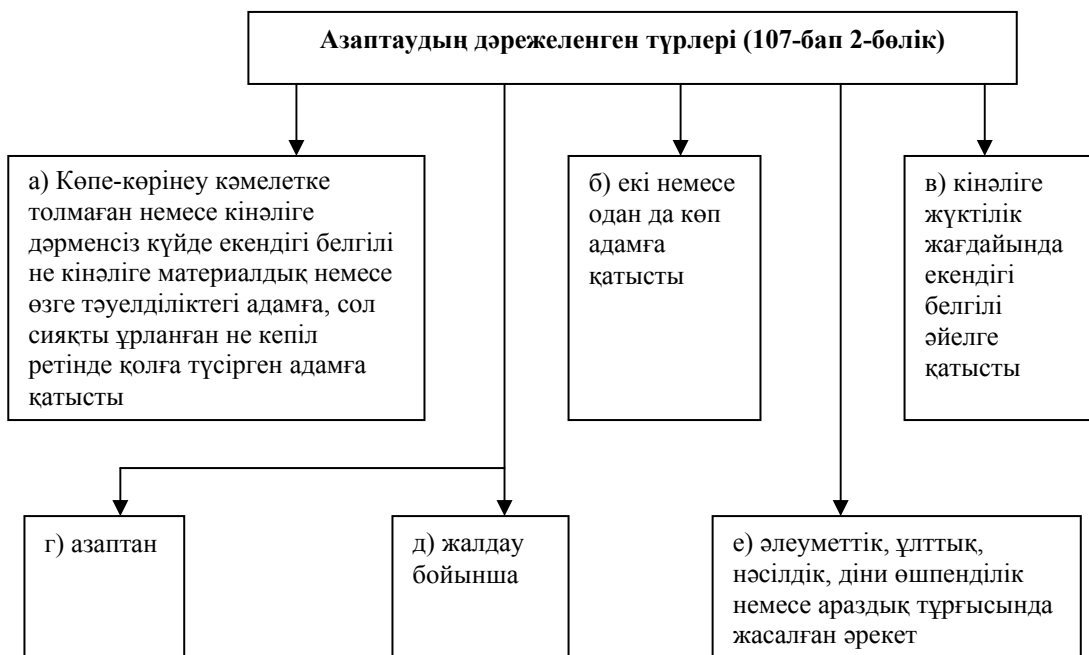 Азаптаудың дәрежеленген түрлері (107-бап 2-бөлік)
а) Көпе-көрінеу кәмелетке
толмаған немесе кінәліге
дәрменсіз күйде екендігі белгілі
не кінәліге материалдық немесе
өзге тәуелділіктегі адамға, сол
сияқты ұрланған не кепіл
ретінде қолға түсірген адамға
қатысты
б) екі немесе
одан да көп
адамға
қатысты
в) кінәліге
жүктілік
жағдайында
екендігі
белгілі
әйелге
қатысты
г) азаптан
д) жалдау
бойынша
е) әлеуметтік, ұлттық,
нәсілдік, діни өшпенділік
немесе араздық тұрғысында
жасалған әрекет